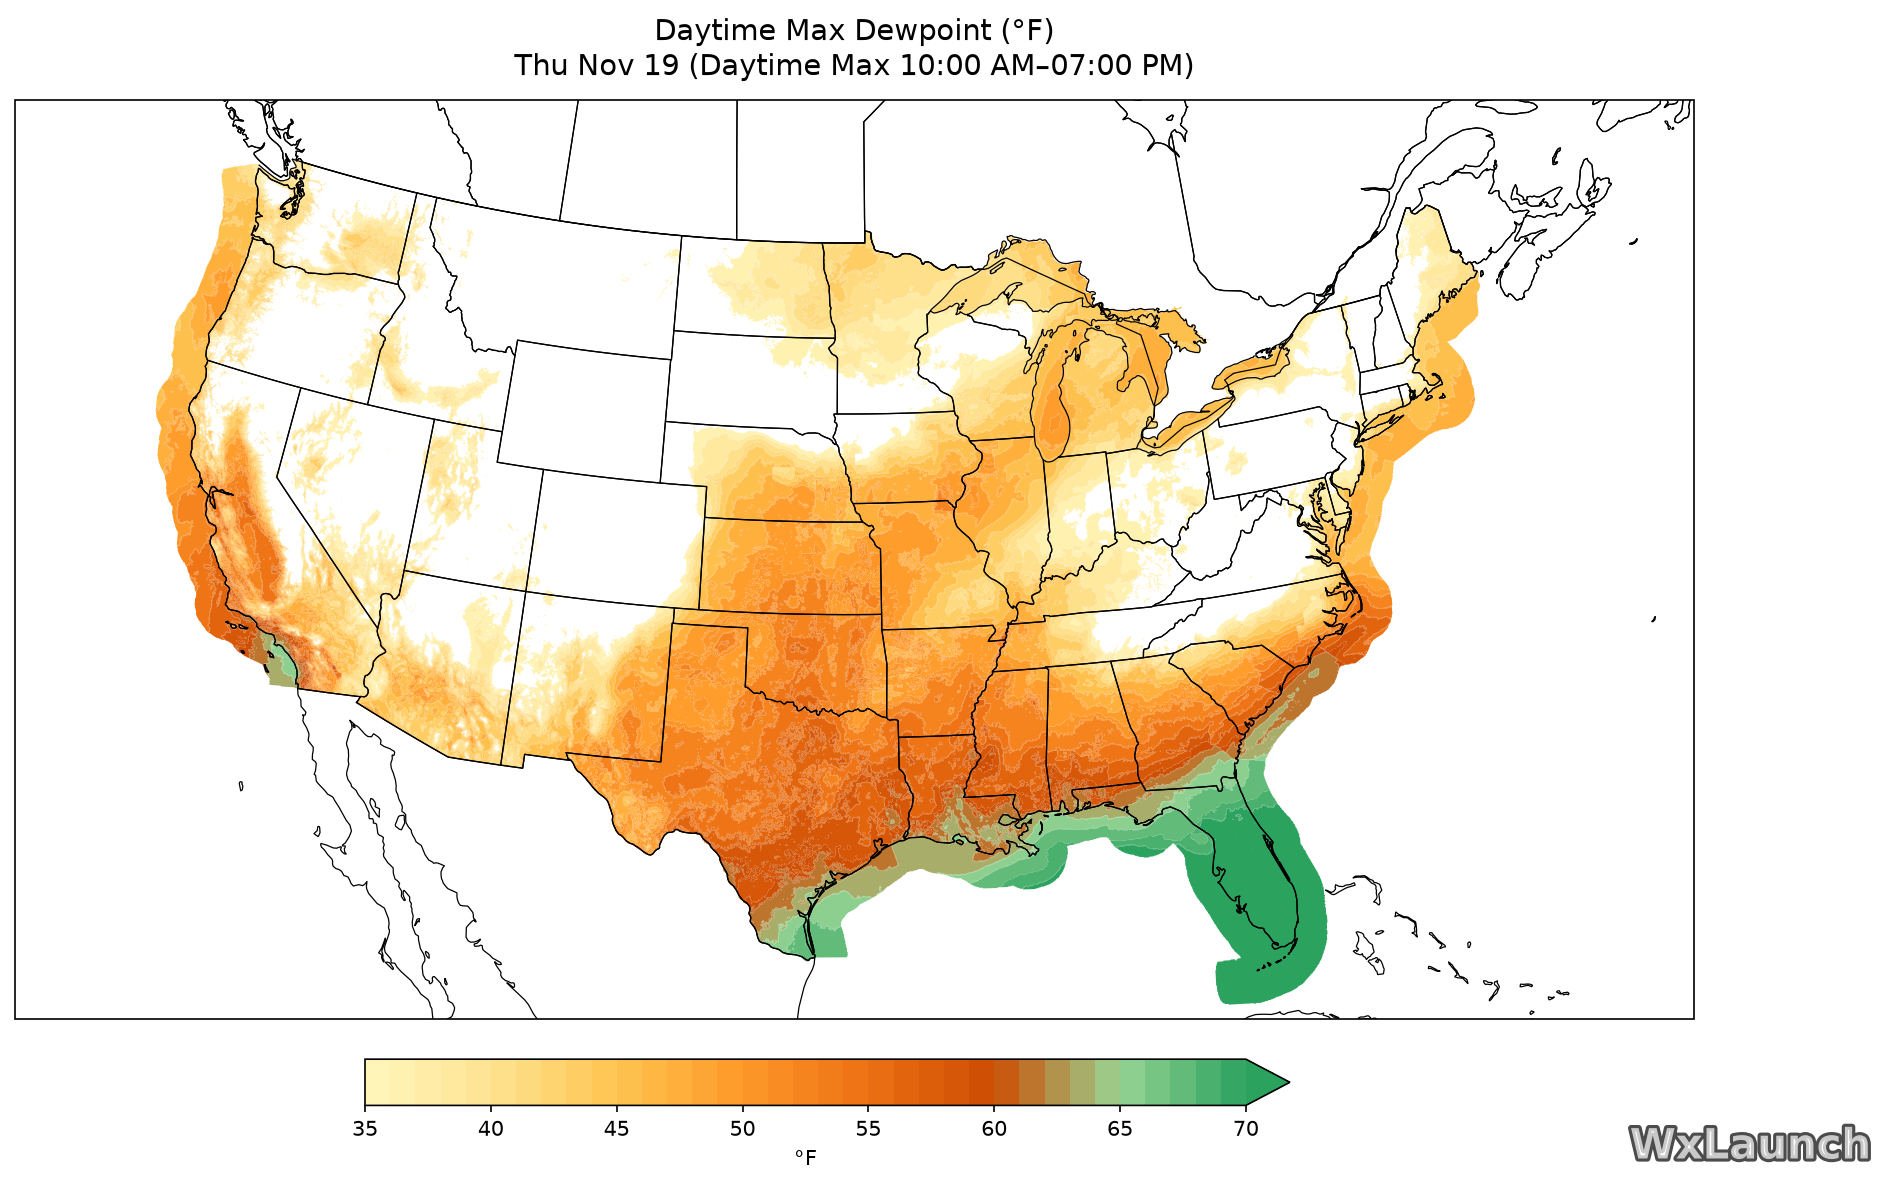 Daytime Max Dewpoint (°F)
Thu Nov 19 (Daytime Max 10:00 AM–07:00 PM)
35 40 45 50 55 60 65 70
°F
WxLaunch